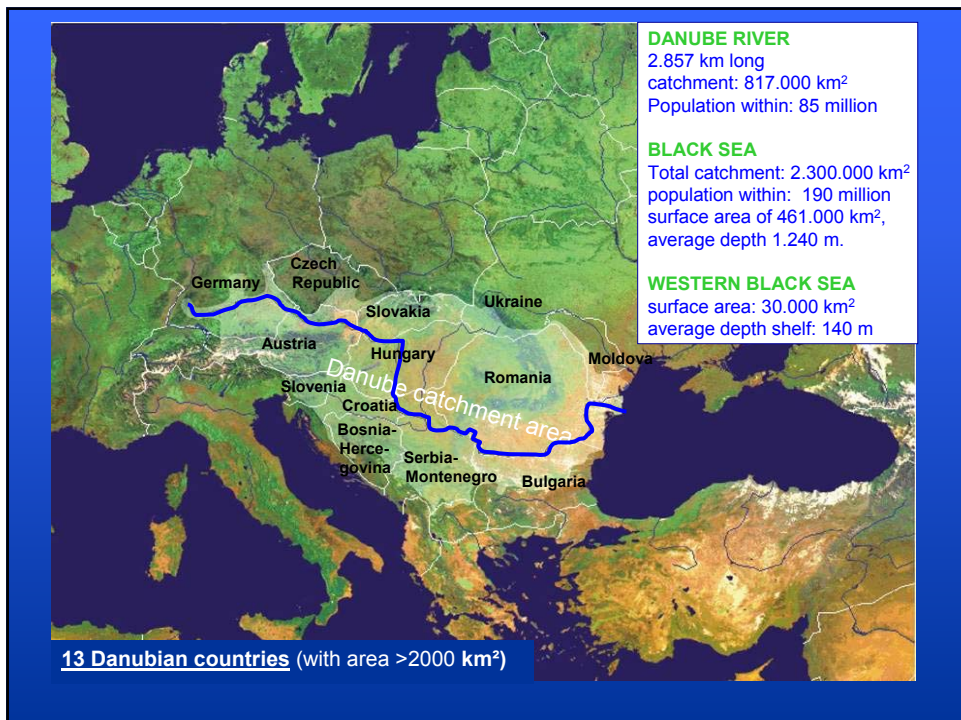 DANUBE RIVER
2.857 km long
catchment: 817.000 km²
Population within: 85 million
BLACK SEA
Total catchment: 2.300.000 km²
population within: 190 million
surface area of 461.000 km²,
average depth 1.240 m.
WESTERN BLACK SEA
surface area: 30.000 km²
average depth shelf: 140 m
Germany
Czech
Republic
Slovakia
Ukraine
Austria
Hungary
Moldova
Romania
Slovenia
Danube catchment area
Croatia
Bosnia-
Herce-
govina
Serbia-
Montenegro
Bulgaria
13 Danubian countries (with area >2000 km²)